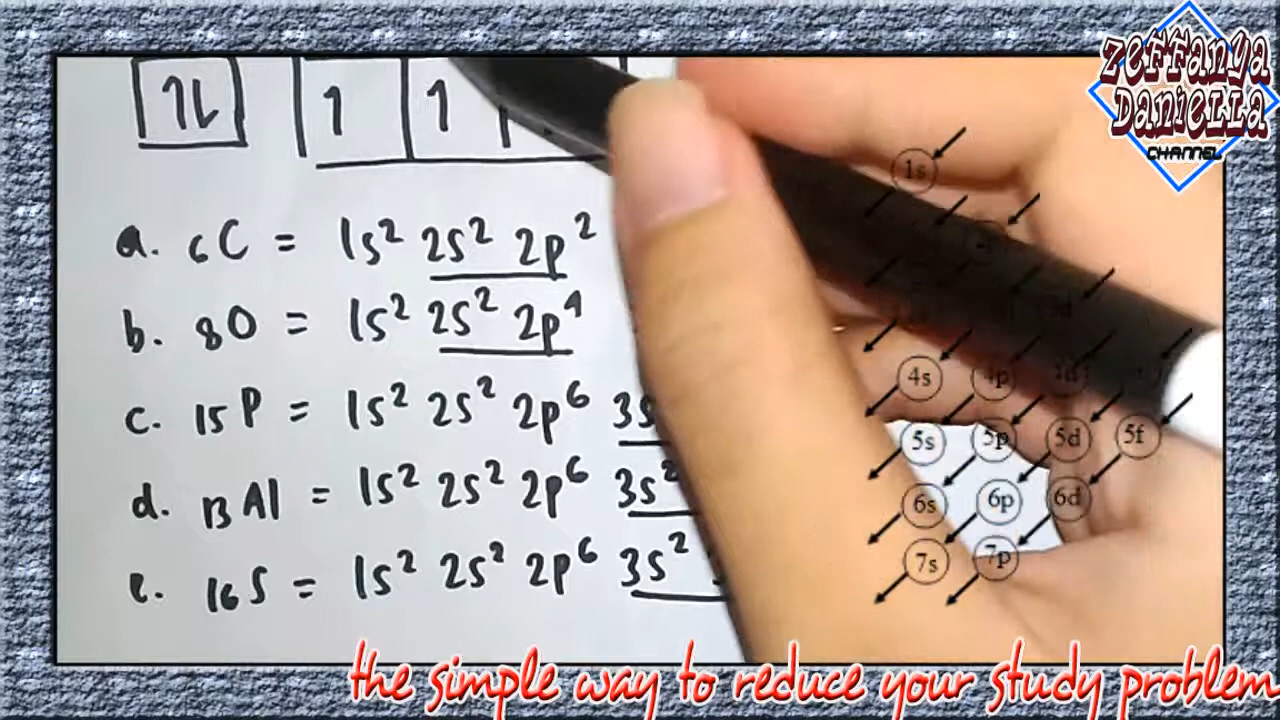 Zeffanya
Daniella
CHANNEL
1s
a. 6C = 1s² 2s² 2p²
b. 8O = 1s² 2s² 2p⁴
c. 15P = 1s² 2s² 2p⁶ 3s
d. 13Al = 1s² 2s² 2p⁶ 3s²
e. 16S = 1s² 2s² 2p⁶ 3s²
4s 4p 4d
5s 5p 5d 5f
6s 6p 6d
7s 7p
the simple way to reduce your study problem